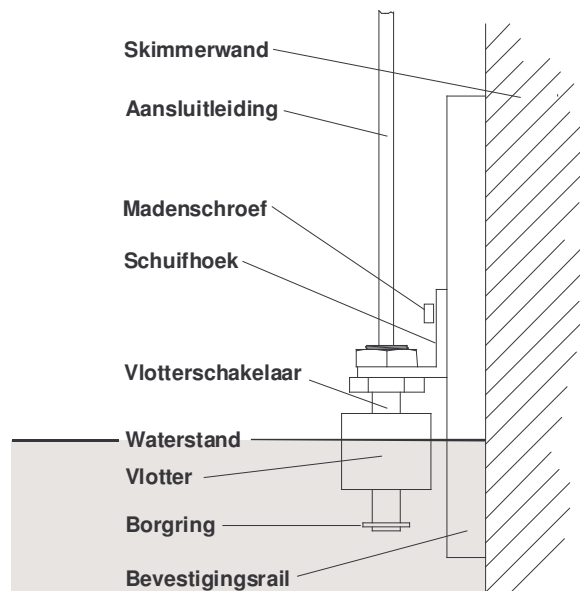 Skimmerwand
Aansluitleiding
Madenschroef
Schuifhoek
Vlotterschakelaar
Waterstand
Vlotter
Borgring
Bevestigingsrail